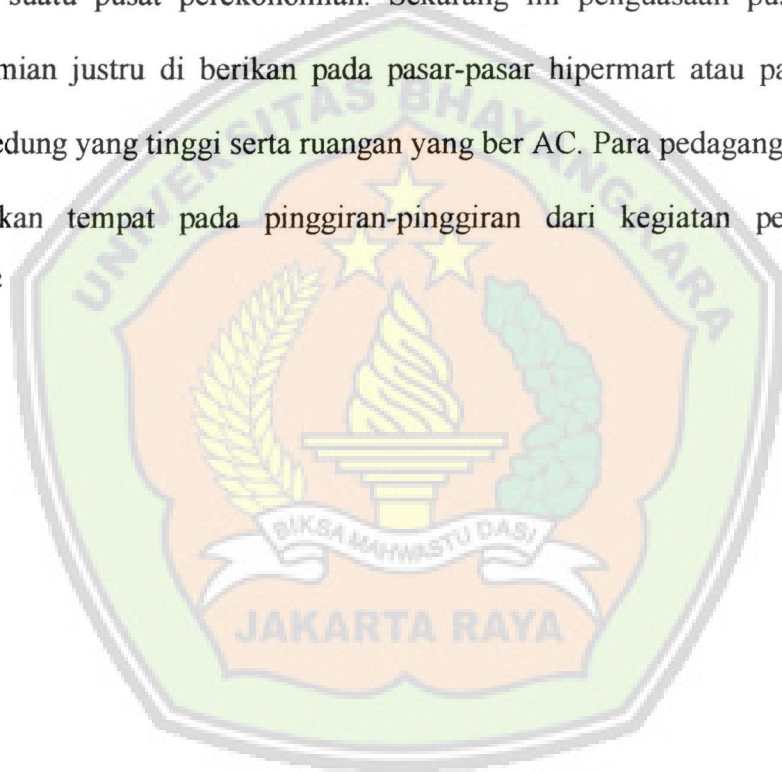 suatu pusat perekonomian. Sekarang ini penguasaan
mian justru di berikan pada pasar-pasar hipermart atau
edung yang tinggi serta ruangan yang ber AC. Para pedagang
kan tempat pada pinggiran-pinggiran dari kegiatan
UNIVERSITAS BHAYANGKARA
BIKSA MAHWASTU DASI
JAKARTA RAYA